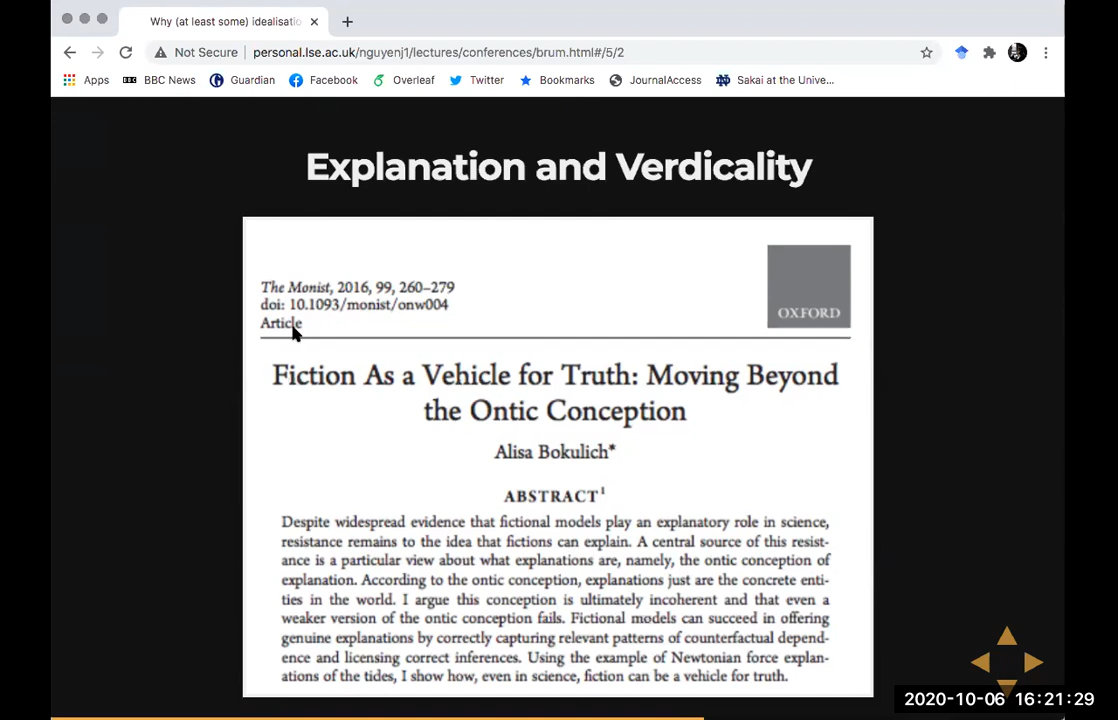 Why (at least some) idealisatio
Not Secure personal.lse.ac.uk/nguyenj1/lectures/conferences/brum.html#/5/2
Apps BBC News Guardian Facebook Overleaf Twitter Bookmarks JournalAccess Sakai at the Unive...
Explanation and Verdicality
The Monist, 2016, 99, 260–279
doi: 10.1093/monist/onw004
Article
OXFORD
Fiction As a Vehicle for Truth: Moving Beyond
the Ontic Conception
Alisa Bokulich*
ABSTRACT1
Despite widespread evidence that fictional models play an explanatory role in science,
resistance remains to the idea that fictions can explain. A central source of this resist-
ance is a particular view about what explanations are, namely, the ontic conception of
explanation. According to the ontic conception, explanations just are the concrete enti-
ties in the world. I argue this conception is ultimately incoherent and that even a
weaker version of the ontic conception fails. Fictional models can succeed in offering
genuine explanations by correctly capturing relevant patterns of counterfactual depend-
ence and licensing correct inferences. Using the example of Newtonian force explan-
ations of the tides, I show how, even in science, fiction can be a vehicle for truth.
2020-10-06 16:21:29